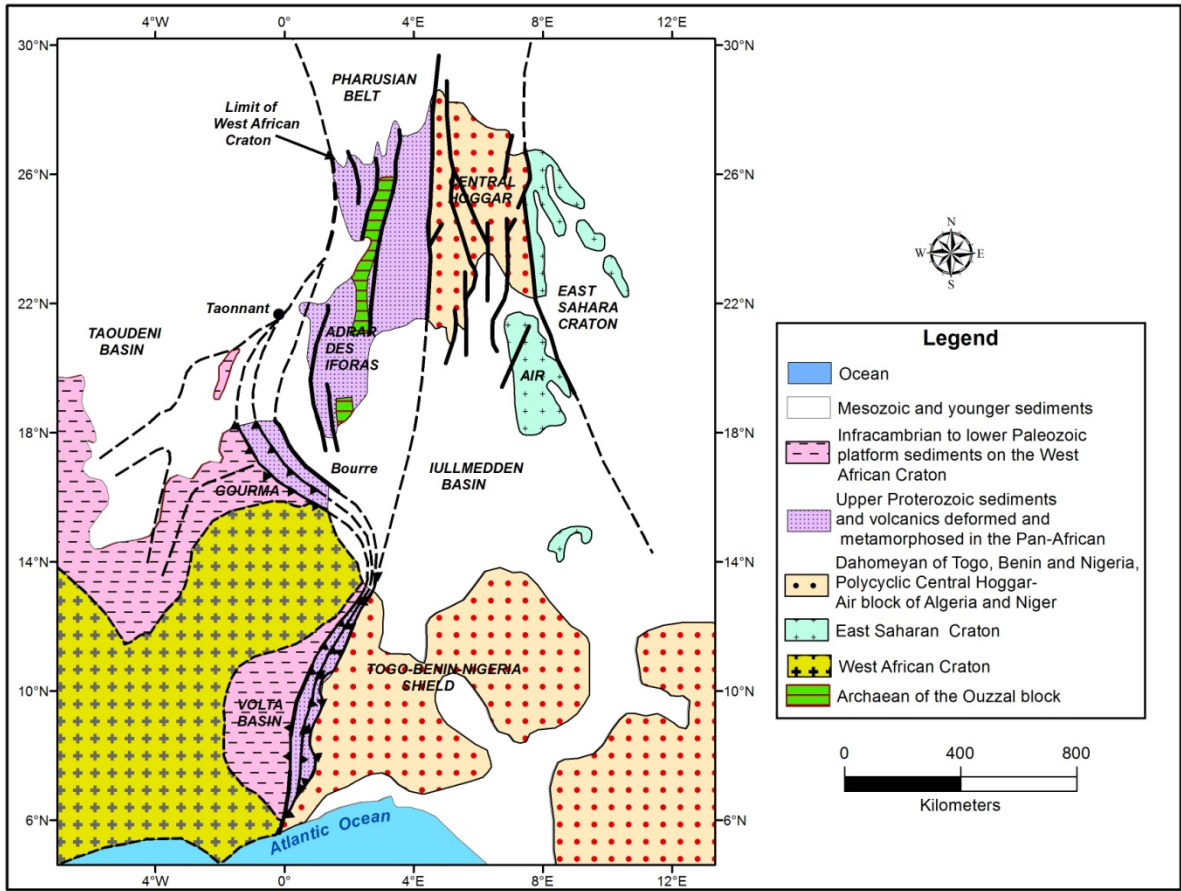 4°W 0° 4°E 8°E 12°E
30°N
30°N
PHARUSIAN
BELT
Limit of
West African
Craton
26°N
26°N
CENTRAL
HOGGAR
N
W E
S
22°N
22°N
EAST
SAHARA
CRATON
Taonnant
TAOUDENI
BASIN
ADRAR
DES
IFORAS
AIR
18°N
18°N
Bourre
IULLMEDDEN
BASIN
GOURMA
14°N
14°N
TOGO-BENIN-NIGERIA
SHIELD
10°N
10°N
VOLTA
BASIN
6°N
6°N
Atlantic Ocean
4°W 0° 4°E 8°E 12°E
Legend
Ocean
Mesozoic and younger sediments
Infracambrian to lower Paleozoic
platform sediments on the West
African Craton
Upper Proterozoic sediments
and volcanics deformed and
metamorphosed in the Pan-African
Dahomeyan of Togo, Benin and Nigeria,
Polycyclic Central Hoggar-
Air block of Algeria and Niger
East Saharan Craton
West African Craton
Archaean of the Ouzzal block
0 400 800
Kilometers